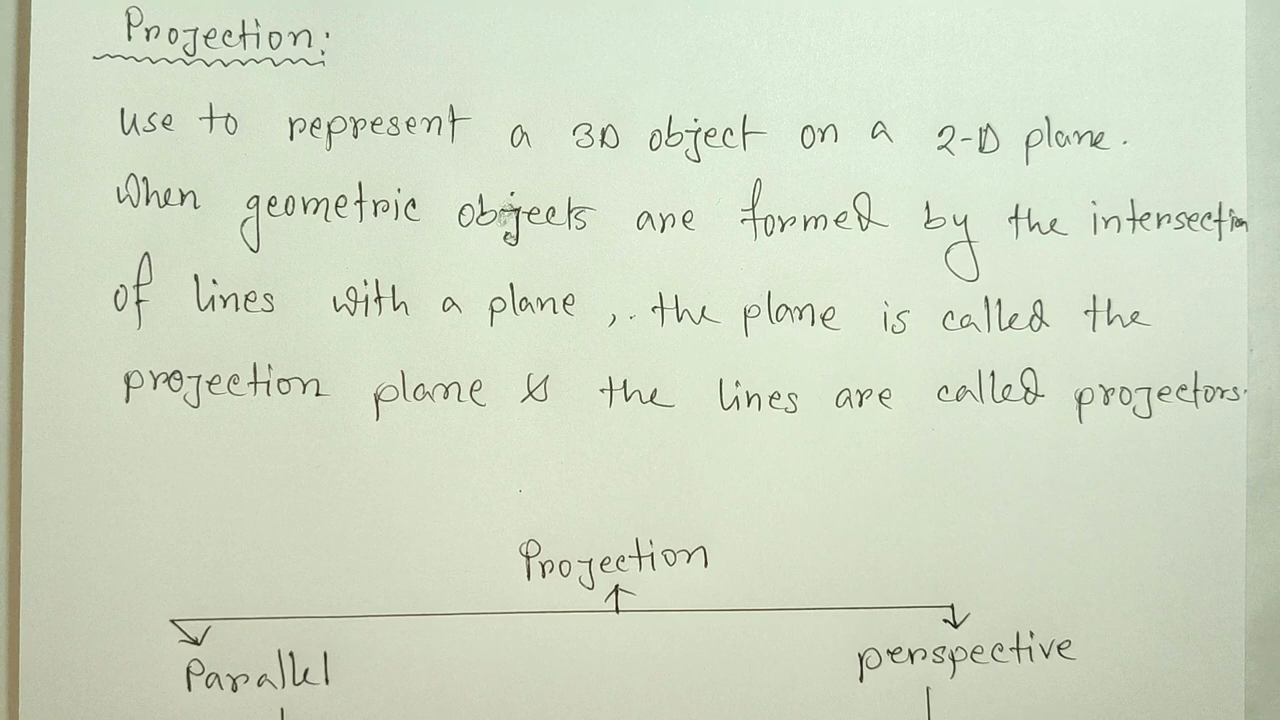 Projection:
Use to represent a 3D object on a 2-D plane.
When geometric objects are formed by the intersection
of lines with a plane, . the plane is called the
projection plane & the lines are called projectors.
Projection
Parallel
perspective